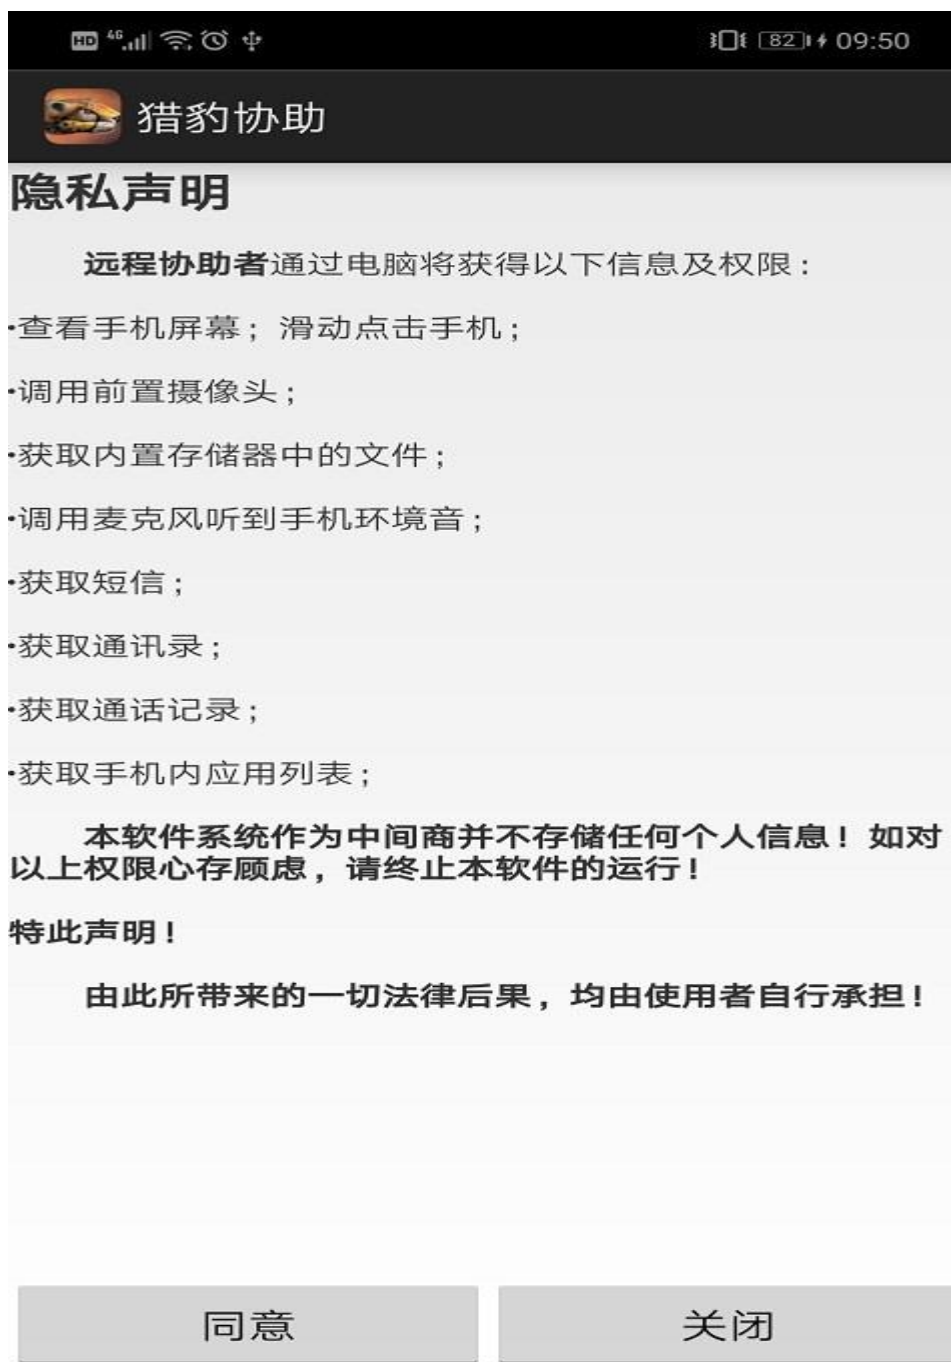 HD 4G 82 09:50
猎豹协助
隐私声明
远程协助者通过电脑将获得以下信息及权限：
·查看手机屏幕；滑动点击手机；
·调用前置摄像头；
·获取内置存储器中的文件；
·调用麦克风听到手机环境音；
·获取短信；
·获取通讯录；
·获取通话记录；
·获取手机内应用列表；
本软件系统作为中间商并不存储任何个人信息！如对
以上权限心存顾虑，请终止本软件的运行！
特此声明！
由此所带来的一切法律后果，均由使用者自行承担！
同意 关闭